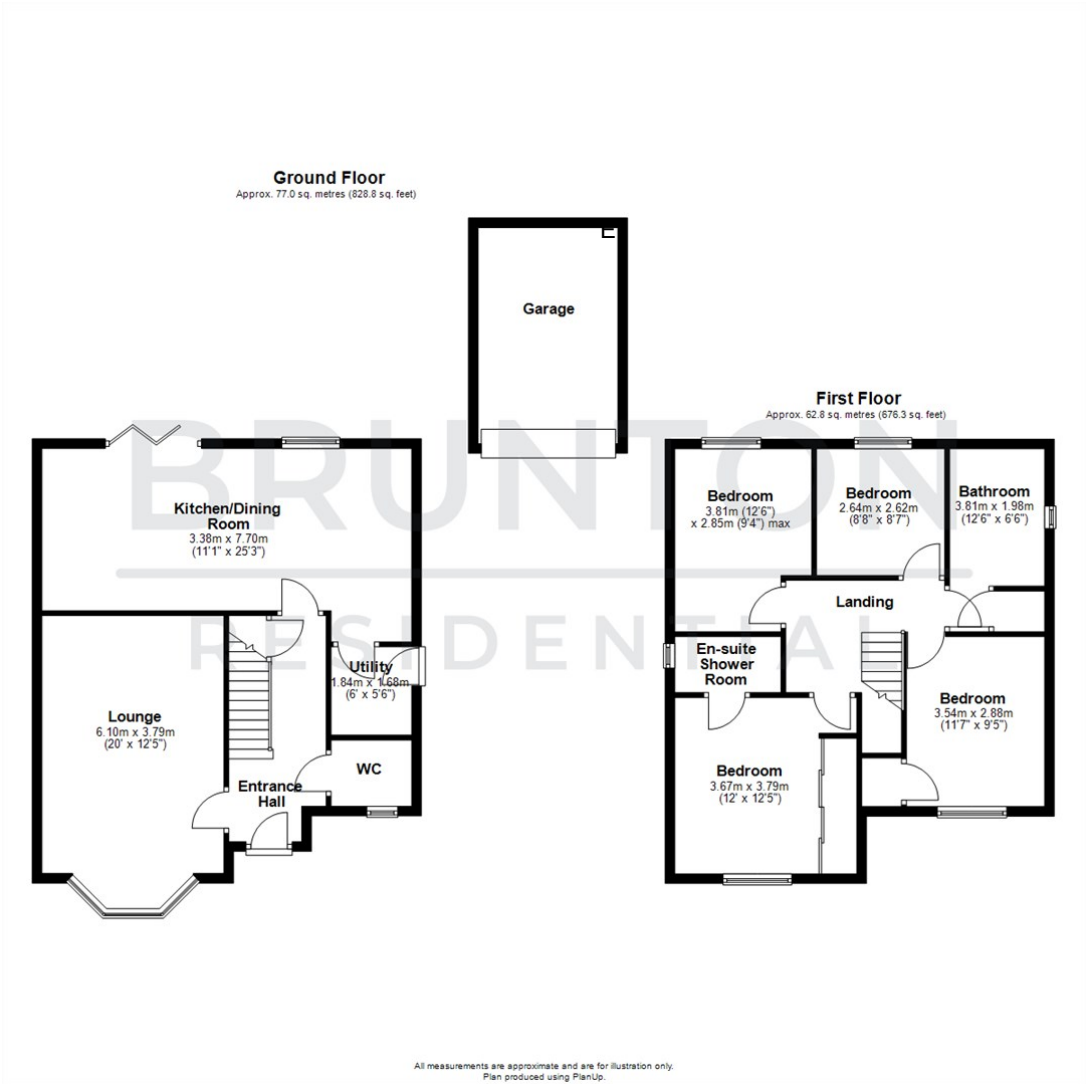 Ground Floor
Approx. 77.0 sq. metres (828.8 sq. feet)
Garage
Kitchen/Dining
Room
3.38m x 7.70m
(11'1" x 25'3")
Utility
1.84m x 1.68m
(6' x 5'6")
Lounge
6.10m x 3.79m
(20' x 12'5")
WC
Entrance
Hall
First Floor
Approx. 62.8 sq. metres (676.3 sq. feet)
Bedroom
3.81m (12'6")
x 2.85m (9'4") max
Bedroom
2.64m x 2.62m
(8'8" x 8'7")
Bathroom
3.81m x 1.98m
(12'6" x 6'6")
Landing
En-suite
Shower
Room
Bedroom
3.54m x 2.88m
(11'7" x 9'5")
Bedroom
3.67m x 3.79m
(12' x 12'5")
BRUNTON
RESIDENTIAL
All measurements are approximate and are for illustration only.
Plan produced using PlanUp.